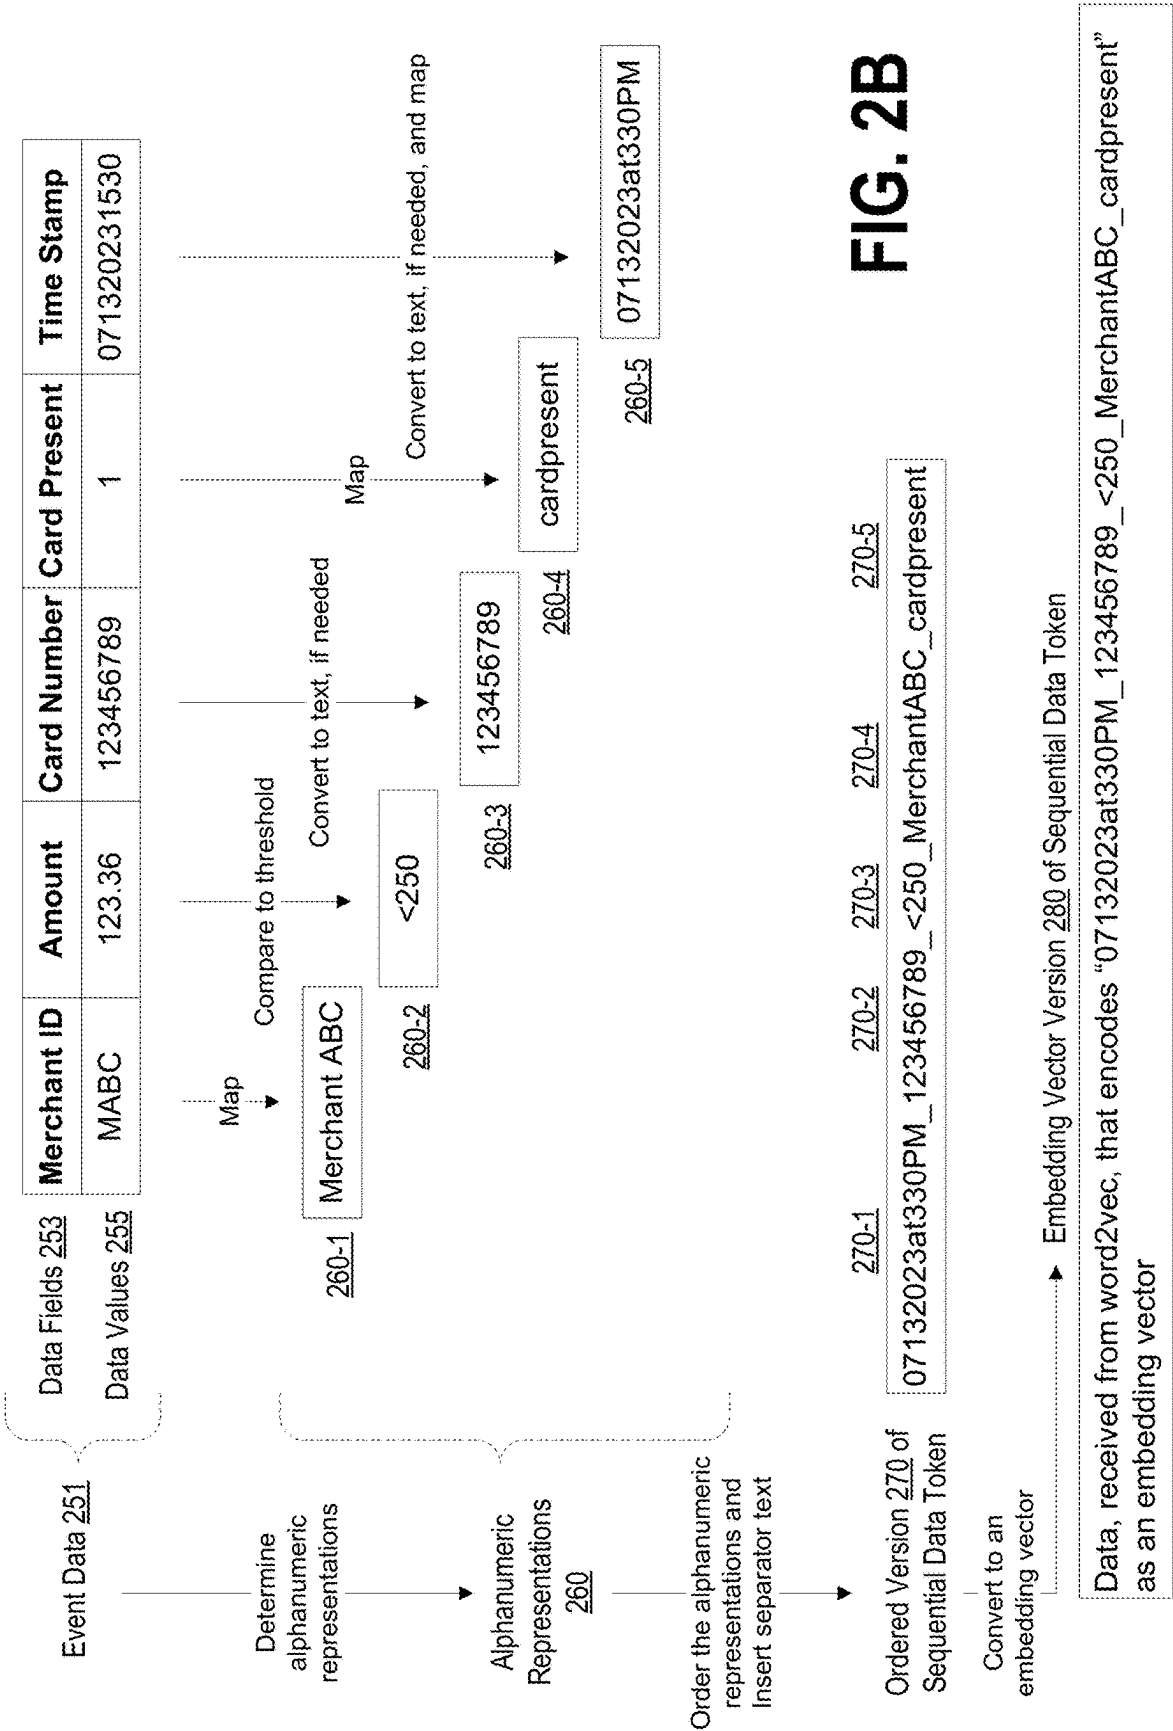 Event Data 251
Data Fields 253
Data Values 255
Merchant ID Amount Card Number Card Present Time Stamp
MABC 123.36 123456789 1 071320231530
Determine
alphanumeric
representations
Map
Compare to threshold
Convert to text, if needed
Map
Convert to text, if needed, and map
Alphanumeric
Representations
260
260-1
Merchant ABC
260-2
<250
260-3
123456789
260-4
cardpresent
260-5
07132023at330PM
Order the alphanumeric
representations and
Insert separator text
270-1 270-2 270-3 270-4 270-5
Ordered Version 270 of
Sequential Data Token
07132023at330PM_123456789_<250_MerchantABC_cardpresent
Convert to an
embedding vector
Embedding Vector Version 280 of Sequential Data Token
Data, received from word2vec, that encodes “07132023at330PM_123456789_<250_MerchantABC_cardpresent”
as an embedding vector
FIG. 2B